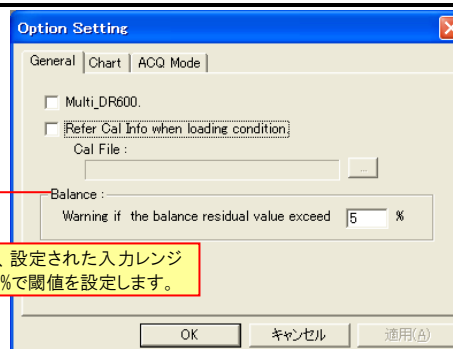 Option Setting
General Chart ACQ Mode
Multi_DR600.
Refer Cal Info when loading condition.
Cal File :
...
Balance :
Warning if the balance residual value exceed 5 %
、設定された入力レンジ
%で閾値を設定します。
OK キャンセル 適用(A)